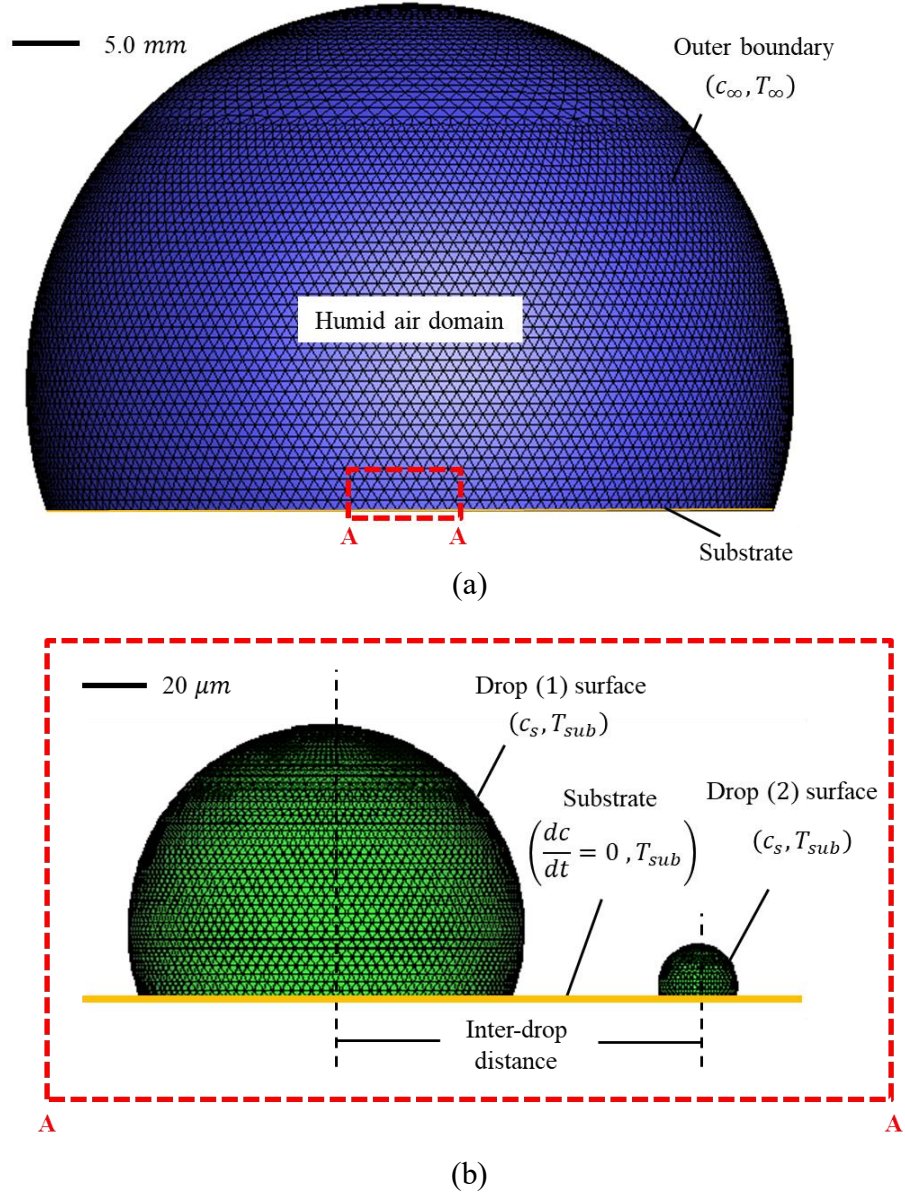 5.0 mm
Outer boundary
(c∞, T∞)
Humid air domain
A A
Substrate
(a)
20 μm
Drop (1) surface
(cₛ, Tₛᵤb)
Substrate
(dc/dt = 0 , Tₛᵤb)
Drop (2) surface
(cₛ, Tₛᵤb)
Inter-drop
distance
A A
(b)